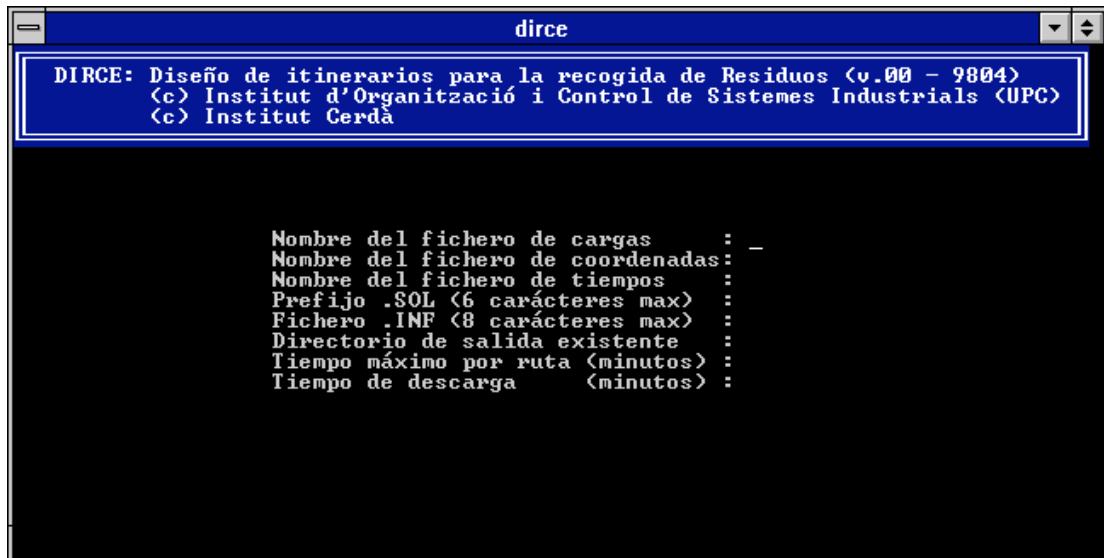 dirce
DIRCE: Diseño de itinerarios para la recogida de Residuos (v.00 - 9804)
(c) Institut d'Organització i Control de Sistemes Industrials (UPC)
(c) Institut Cerdà
Nombre del fichero de cargas : _
Nombre del fichero de coordenadas:
Nombre del fichero de tiempos :
Prefijo .SOL (6 carácteres max) :
Fichero .INF (8 carácteres max) :
Directorio de salida existente :
Tiempo máximo por ruta (minutos) :
Tiempo de descarga (minutos) :